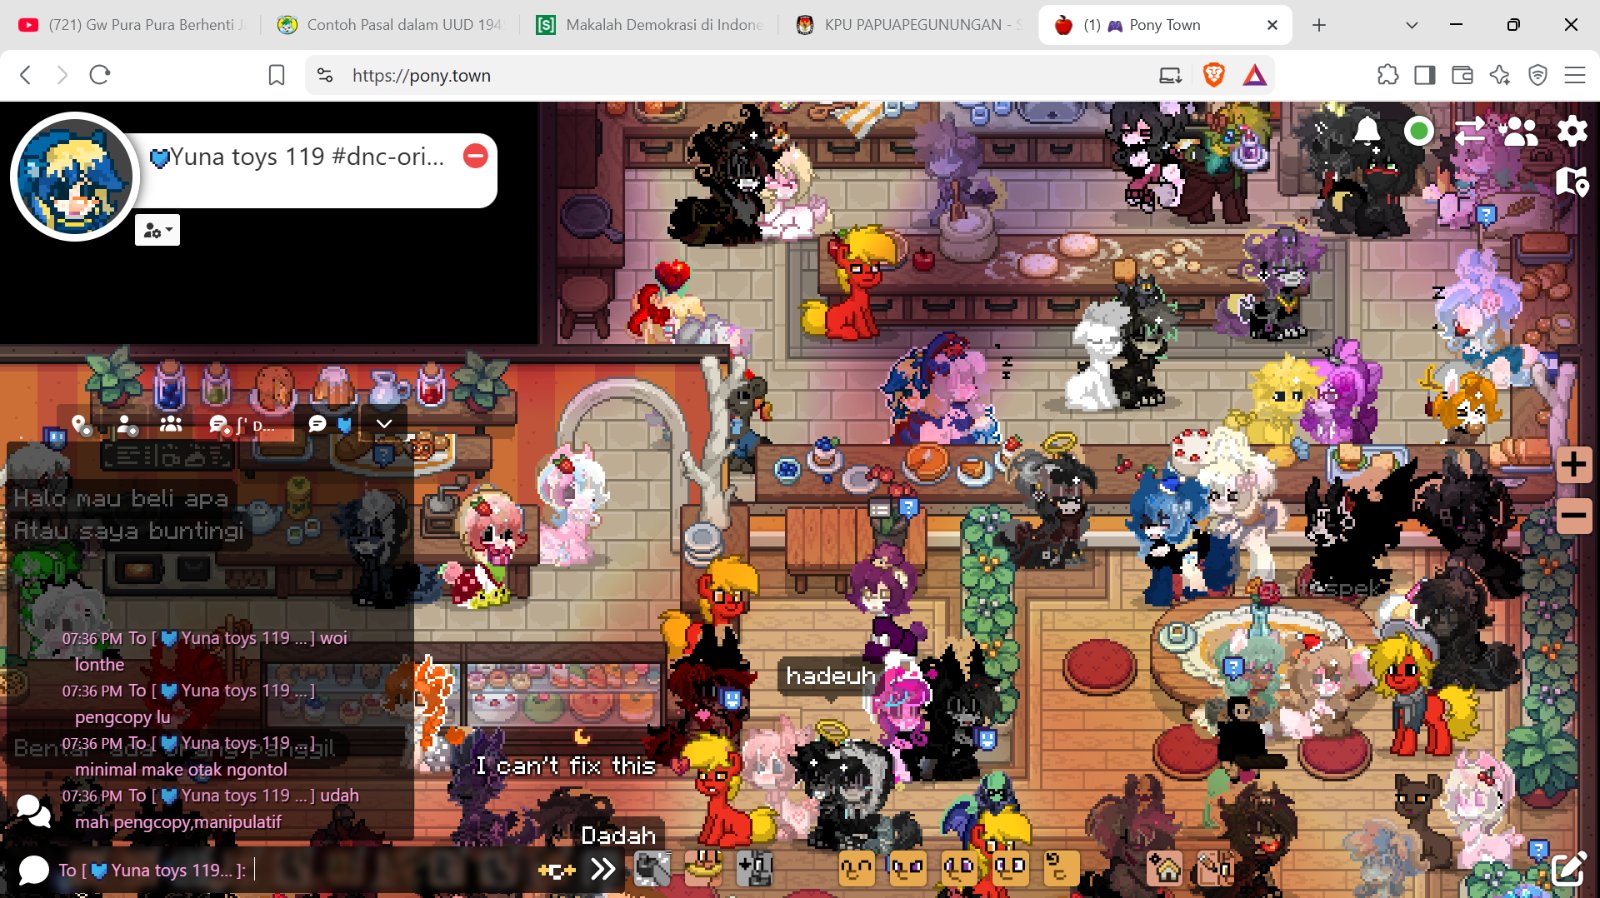 (721) Gw Pura Pura Berhenti J
Contoh Pasal dalam UUD 194
Makalah Demokrasi di Indone
KPU PAPUAPEGUNUNGAN - S
(1) 🎮 Pony Town
https://pony.town
💙Yuna toys 119 #dnc-ori...
ʃ' D...
Halo mau beli apa
Atau saya buntingi
respek
07:36 PM To [💙Yuna toys 119 ...] woi
lonthe
hadeuh
07:36 PM To [💙Yuna toys 119 ...]
pengcopy lu
07:36 PM To [💙Yuna toys 119 ...]
minimal make otak ngontol
I can't fix this
07:36 PM To [💙Yuna toys 119 ...] udah
mah pengcopy,manipulatif
Dadah
To [💙Yuna toys 119...]: